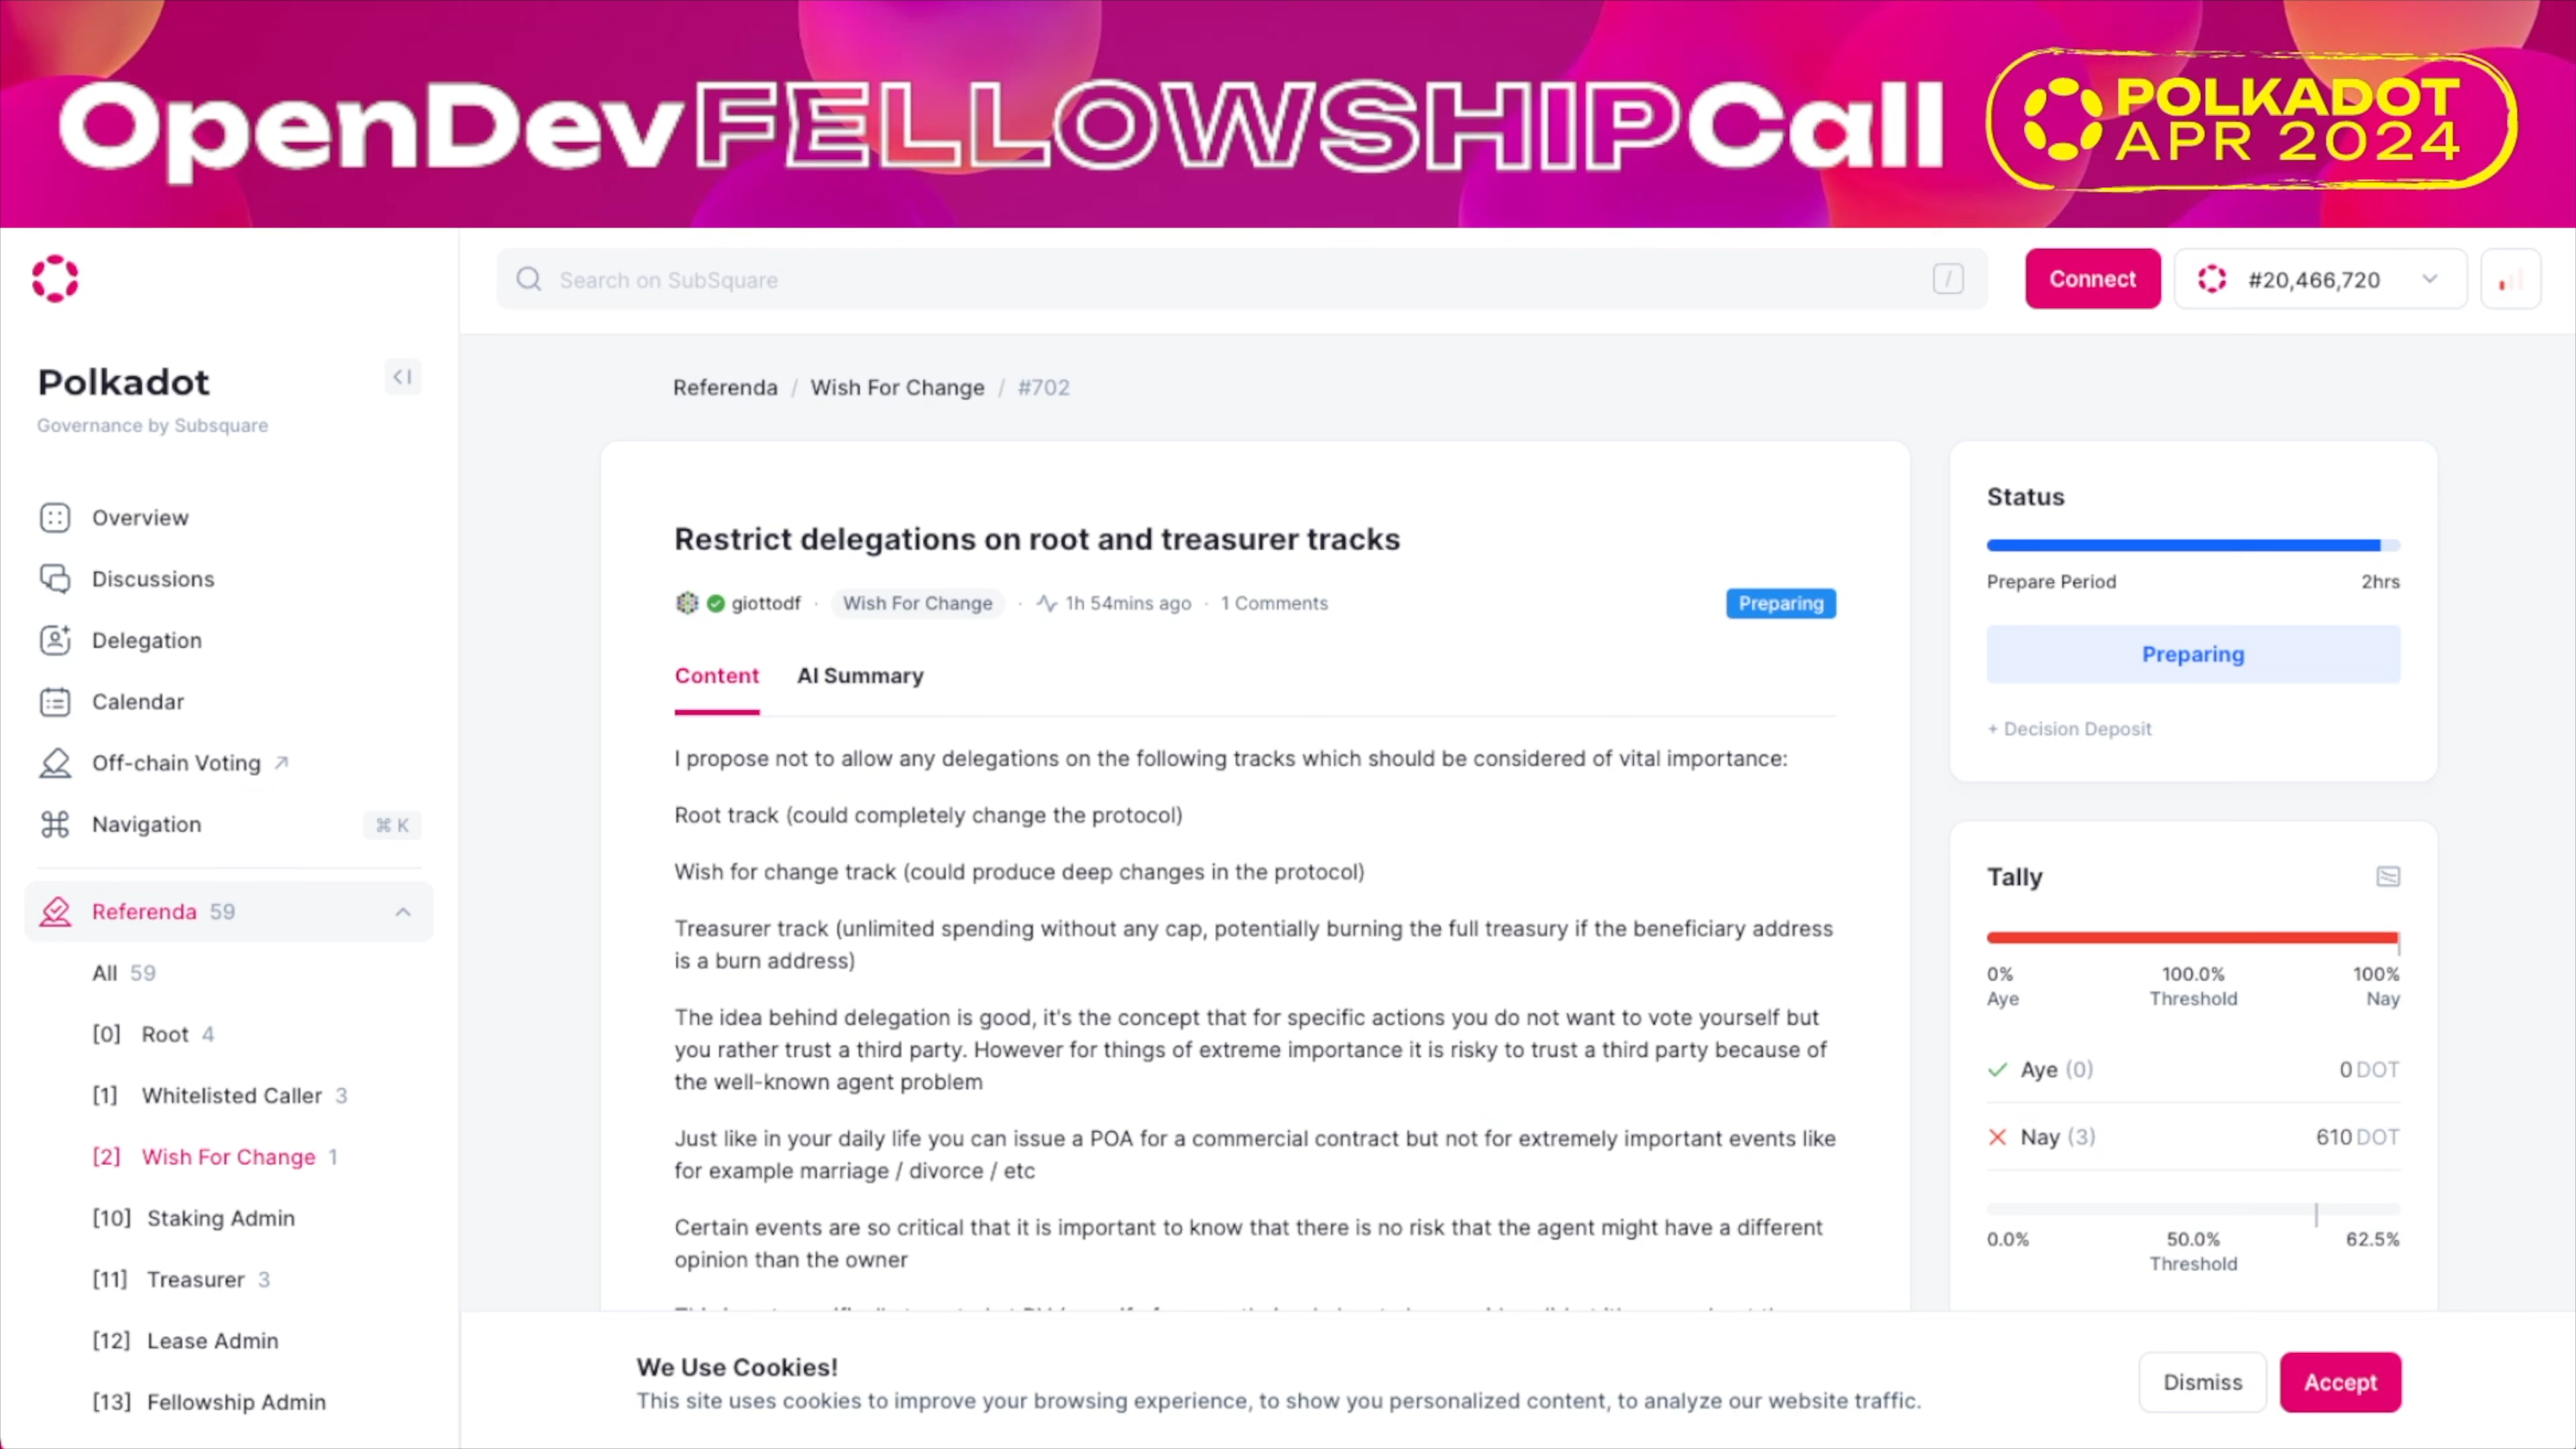 OpenDevFELLOWSHIPCall
POLKADOT
APR 2024
Search on SubSquare
/
Connect
#20,466,720
Polkadot
Governance by Subsquare
Overview
Discussions
Delegation
Calendar
Off-chain Voting
Navigation ⌘ K
Referenda 59
All 59
[0] Root 4
[1] Whitelisted Caller 3
[2] Wish For Change 1
[10] Staking Admin
[11] Treasurer 3
[12] Lease Admin
[13] Fellowship Admin
Referenda / Wish For Change / #702
Restrict delegations on root and treasurer tracks
giottodf · Wish For Change · 1h 54mins ago · 1 Comments
Preparing
Content AI Summary
I propose not to allow any delegations on the following tracks which should be considered of vital importance:
Root track (could completely change the protocol)
Wish for change track (could produce deep changes in the protocol)
Treasurer track (unlimited spending without any cap, potentially burning the full treasury if the beneficiary address
is a burn address)
The idea behind delegation is good, it's the concept that for specific actions you do not want to vote yourself but
you rather trust a third party. However for things of extreme importance it is risky to trust a third party because of
the well-known agent problem
Just like in your daily life you can issue a POA for a commercial contract but not for extremely important events like
for example marriage / divorce / etc
Certain events are so critical that it is important to know that there is no risk that the agent might have a different
opinion than the owner
Status
Prepare Period 2hrs
Preparing
+ Decision Deposit
Tally
0% 100.0% 100%
Aye Threshold Nay
Aye (0) 0 DOT
Nay (3) 610 DOT
0.0% 50.0% 62.5%
Threshold
We Use Cookies!
This site uses cookies to improve your browsing experience, to show you personalized content, to analyze our website traffic.
Dismiss
Accept